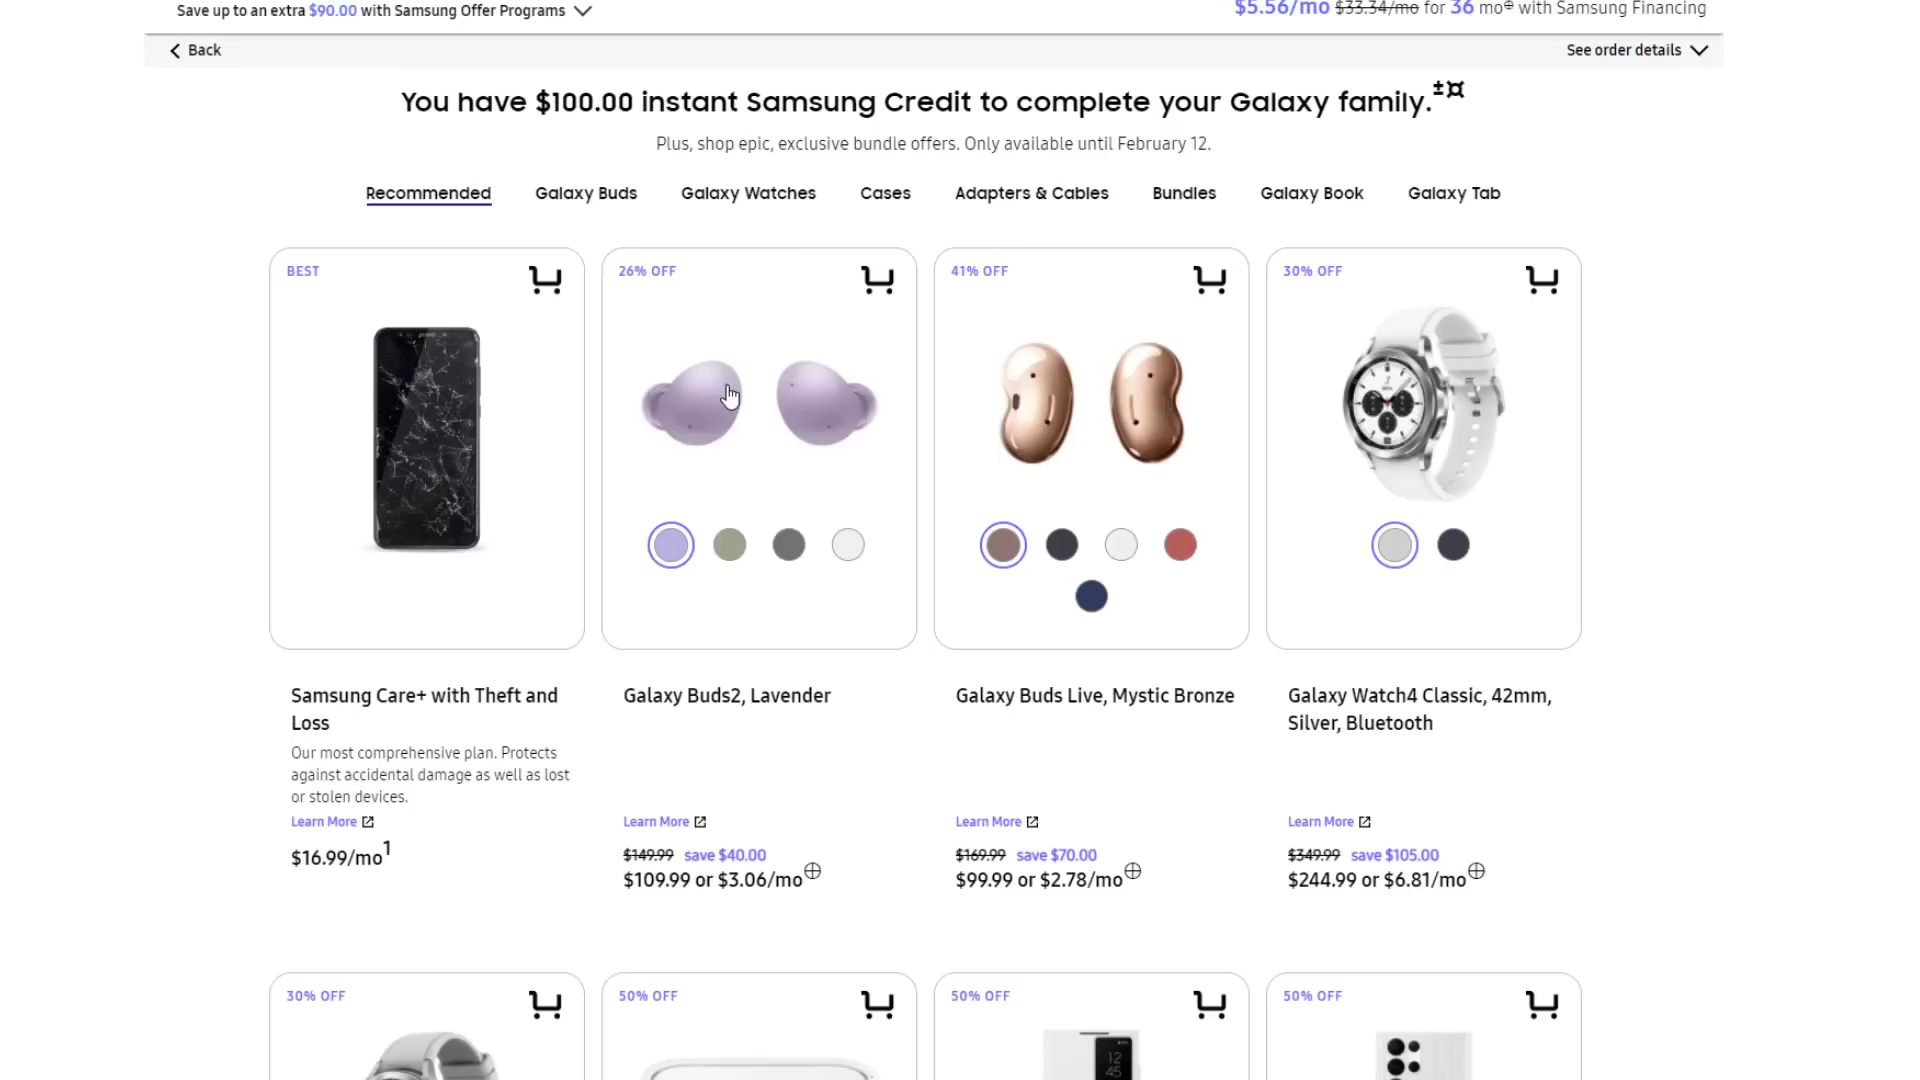 Save up to an extra $90.00 with Samsung Offer Programs
$5.56/mo $33.34/mo for 36 mo⊕ with Samsung Financing
Back
See order details
You have $100.00 instant Samsung Credit to complete your Galaxy family.±¤
Plus, shop epic, exclusive bundle offers. Only available until February 12.
Recommended Galaxy Buds Galaxy Watches Cases Adapters & Cables Bundles Galaxy Book Galaxy Tab
BEST
26% OFF
41% OFF
30% OFF
Samsung Care+ with Theft and
Loss
Our most comprehensive plan. Protects
against accidental damage as well as lost
or stolen devices.
Learn More
$16.99/mo1
Galaxy Buds2, Lavender
Learn More
$149.99 save $40.00
$109.99 or $3.06/mo⊕
Galaxy Buds Live, Mystic Bronze
Learn More
$169.99 save $70.00
$99.99 or $2.78/mo⊕
Galaxy Watch4 Classic, 42mm,
Silver, Bluetooth
Learn More
$349.99 save $105.00
$244.99 or $6.81/mo⊕
30% OFF
50% OFF
50% OFF
50% OFF
12
45